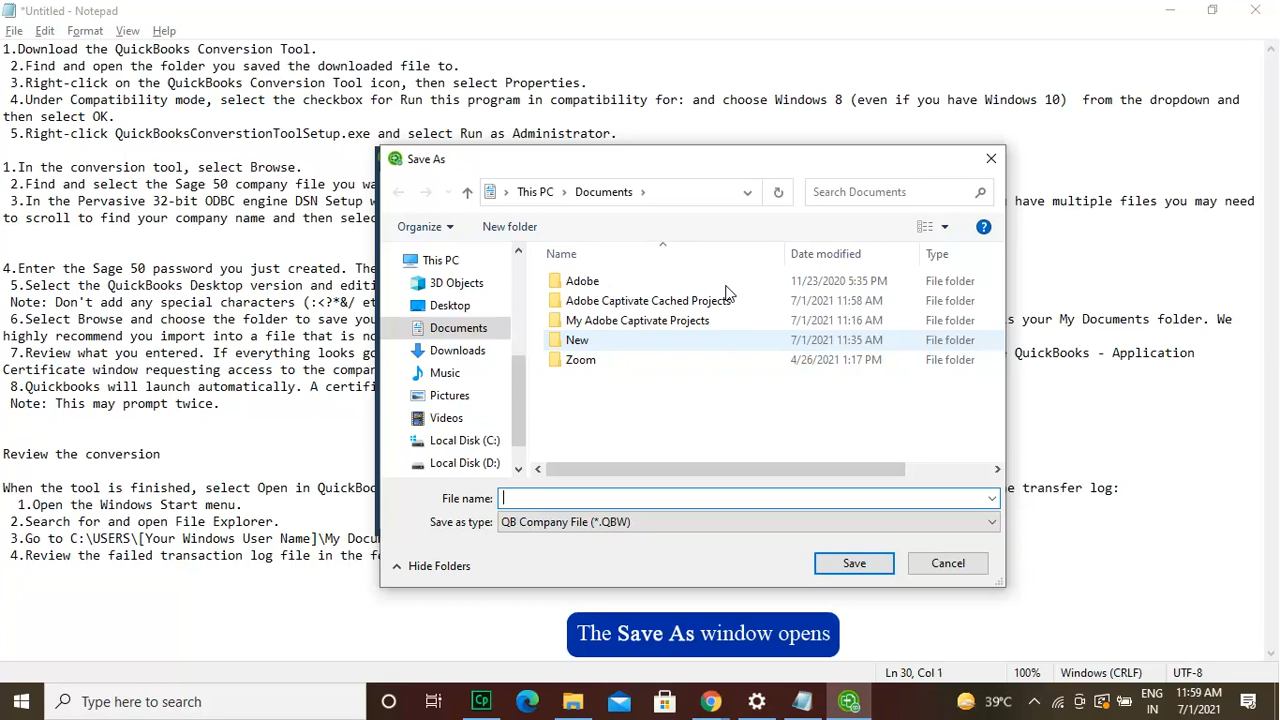 *Untitled - Notepad
File Edit Format View Help
1.Download the QuickBooks Conversion Tool.
2.Find and open the folder you saved the downloaded file to.
3.Right-click on the QuickBooks Conversion Tool icon, then select Properties.
4.Under Compatibility mode, select the checkbox for Run this program in compatibility for: and choose Windows 8 (even if you have Windows 10) from the dropdown and
then select OK.
5.Right-click QuickBooksConverstionToolSetup.exe and select Run as Administrator.
1.In the conversion tool, select Browse.
2.Find and select the Sage 50 company file you wa
3.In the Pervasive 32-bit ODBC engine DSN Setup w have multiple files you may need
to scroll to find your company name and then selec
4.Enter the Sage 50 password you just created. The
5.Select the QuickBooks Desktop version and editi
Note: Don't add any special characters (:<?*&/ et
6.Select Browse and choose the folder to save you s your My Documents folder. We
highly recommend you import into a file that is no
7.Review what you entered. If everything looks go QuickBooks - Application
Certificate window requesting access to the compa
8.Quickbooks will launch automatically. A certifi
Note: This may prompt twice.
Review the conversion
When the tool is finished, select Open in QuickBo e transfer log:
1.Open the Windows Start menu.
2.Search for and open File Explorer.
3.Go to C:\USERS\[Your Windows User Name]\My Docu
4.Review the failed transaction log file in the fo
Save As
This PC Documents
Search Documents
Organize New folder
This PC
3D Objects
Desktop
Documents
Downloads
Music
Pictures
Videos
Local Disk (C:)
Local Disk (D:)
Name Date modified Type
Adobe 11/23/2020 5:35 PM File folder
Adobe Captivate Cached Projects 7/1/2021 11:58 AM File folder
My Adobe Captivate Projects 7/1/2021 11:16 AM File folder
New 7/1/2021 11:39 AM File folder
Zoom 4/26/2021 1:17 PM File folder
File name:
Save as type: QB Company File (*.QBW)
Hide Folders Save Cancel
The Save As window opens
Ln 30, Col 1 100% Windows (CRLF) UTF-8
Type here to search
Cp
39°C
ENG
IN
11:59 AM
7/1/2021